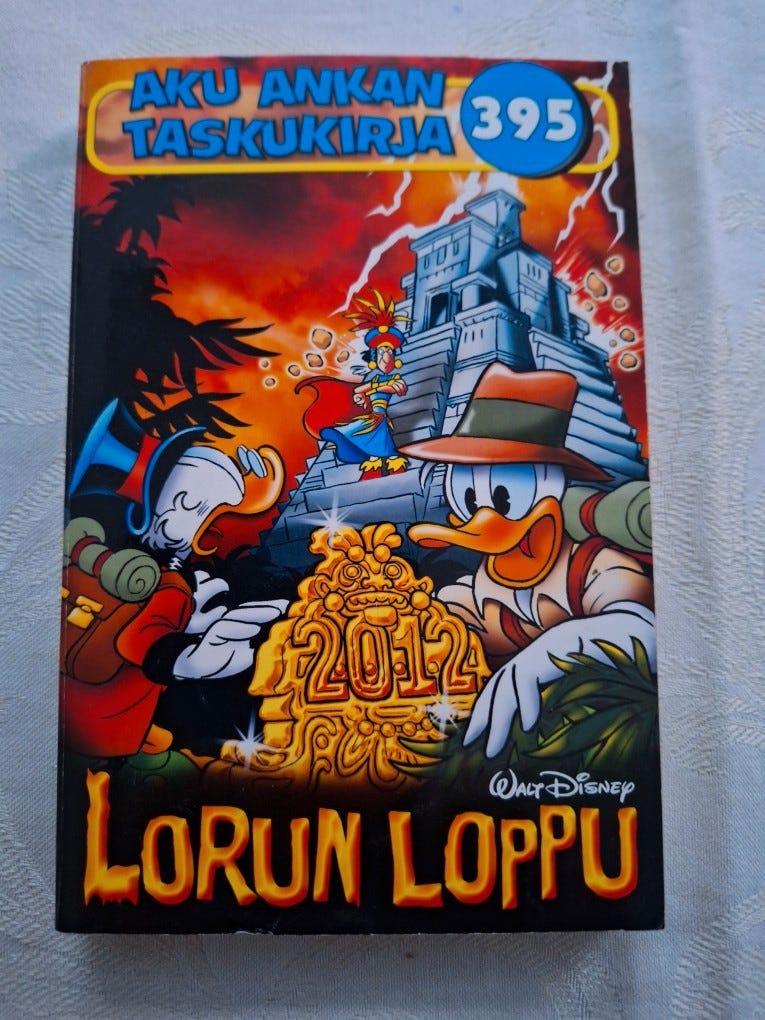 AKU ANKAN
TASKUKIRJA
395
2012
WALT DISNEY
LORUN LOPPU